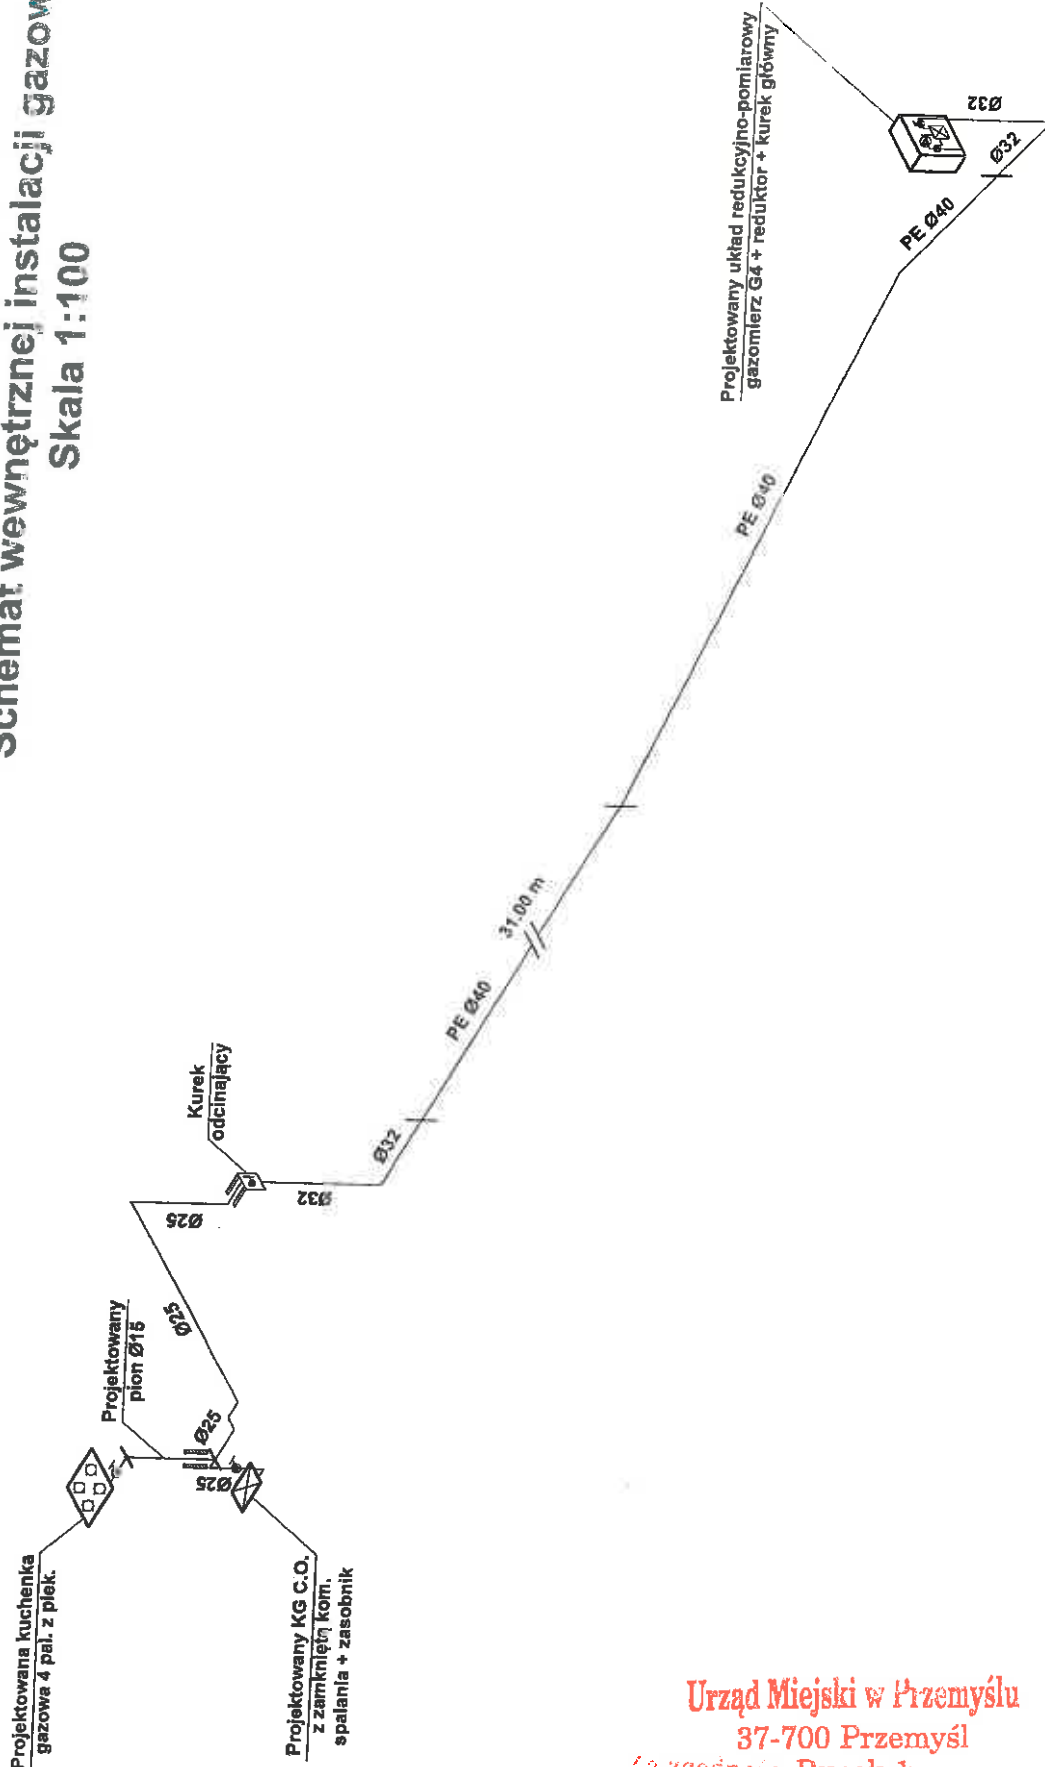 Schemat wewnętrznej instalacji
Skala 1:100
Projektowany układ redukcyjno-pomiarowy
gazomierz G4 + reduktor + kurek główny
Ø32
Ø32
PE Ø40
PE Ø40
31.00 m
PE Ø40
Ø32
Ø32
Kurek
odcinający
Ø25
Ø25
Projektowany
pion Ø15
Ø25
Ø25
Projektowana kuchenka
gazowa 4 pal. z piek.
Projektowany KG C.O.
z zamkniętą kom.
spalania + zasobnik
Urząd Miejski w Przemyślu
37-700 Przemyśl